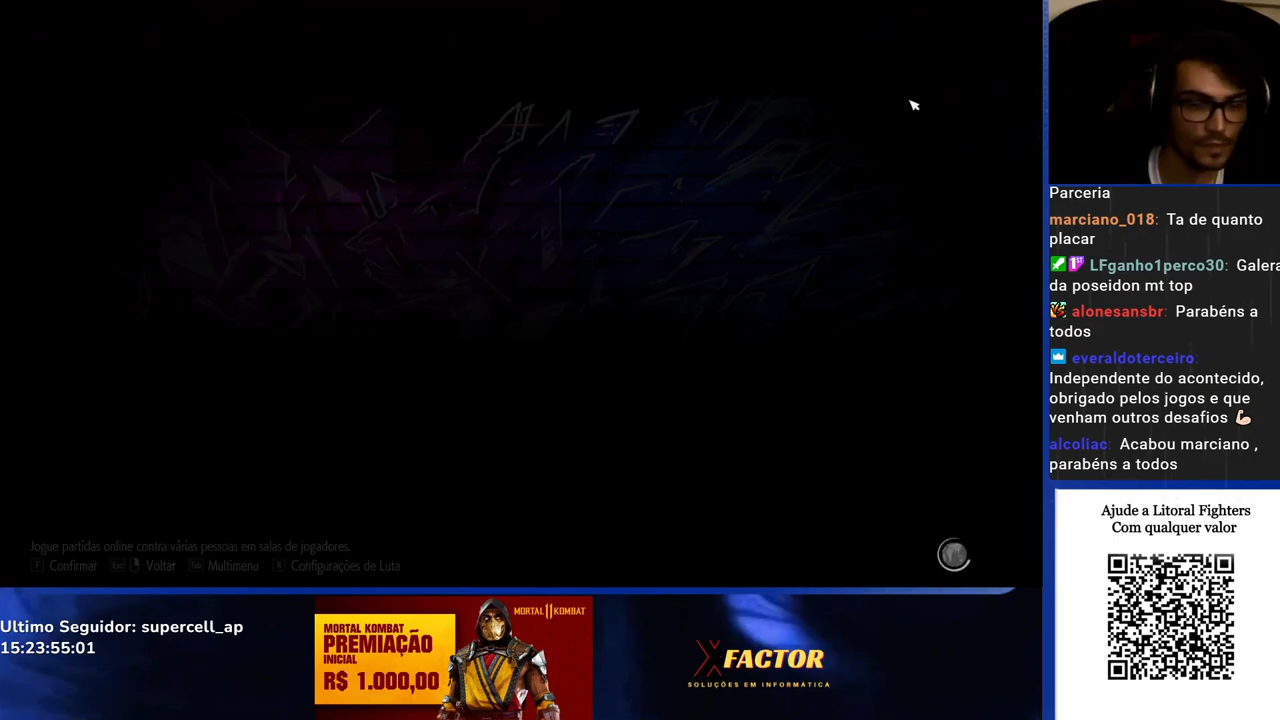 Parceria
marciano_018: Ta de quanto
placar
LFganho1perco30: Galera
da poseidon mt top
alonesansbr: Parabéns a
todos
everaldoterceiro:
Independente do acontecido,
obrigado pelos jogos e que
venham outros desafios 💪🏻
alcoliac: Acabou marciano ,
parabéns a todos
Ajude a Litoral Fighters
Com qualquer valor
Jogue partidas online contra várias pessoas em salas de jogadores.
Confirmar Esc Voltar Tab Multimenu Configurações de Luta
Ultimo Seguidor: supercell_ap
15:23:55:01
MORTAL KOMBAT
PREMIAÇÃO
INICIAL
R$ 1.000,00
MORTAL 11 KOMBAT
X FACTOR
SOLUÇÕES EM INFORMÁTICA